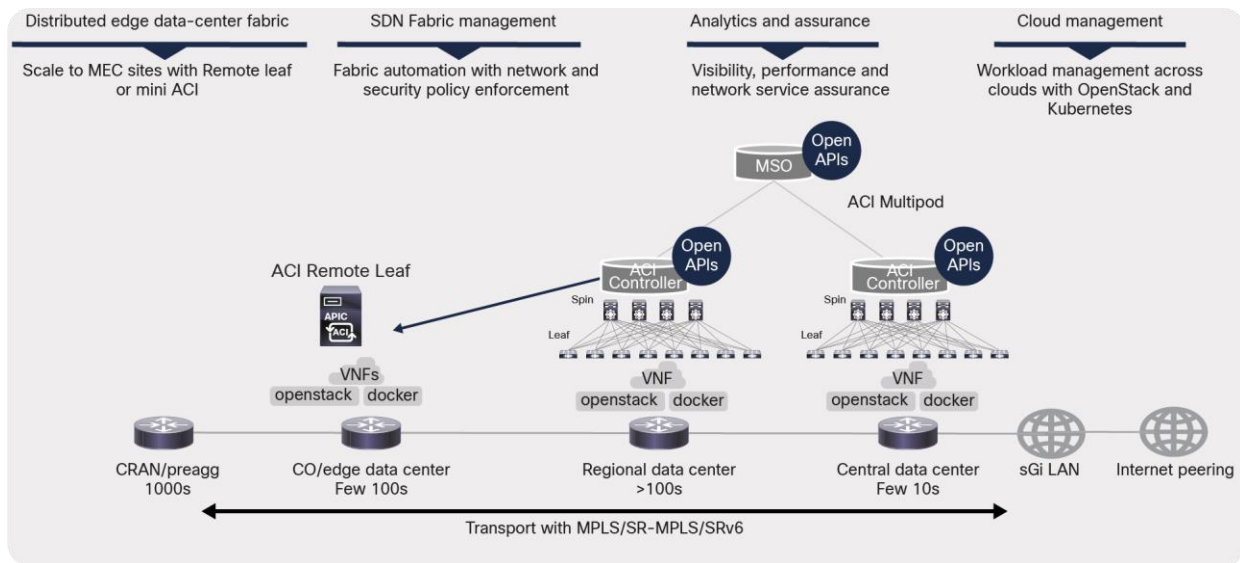 Distributed edge data-center fabric
SDN Fabric management
Analytics and assurance
Cloud management
Scale to MEC sites with Remote leaf
or mini ACI
Fabric automation with network and
security policy enforcement
Visibility, performance and
network service assurance
Workload management across
clouds with OpenStack and
Kubernetes
Open
APIs
MSO
ACI Multipod
ACI Remote Leaf
APIC
ACI
Open
APIs
ACI
Controller
Spin
Leaf
Open
APIs
ACI
Controller
Spin
Leaf
VNFs
openstack
docker
VNF
openstack
docker
VNF
openstack
docker
CRAN/preagg
1000s
CO/edge data center
Few 100s
Regional data center
>100s
Central data center
Few 10s
sGi LAN
Internet peering
Transport with MPLS/SR-MPLS/SRv6